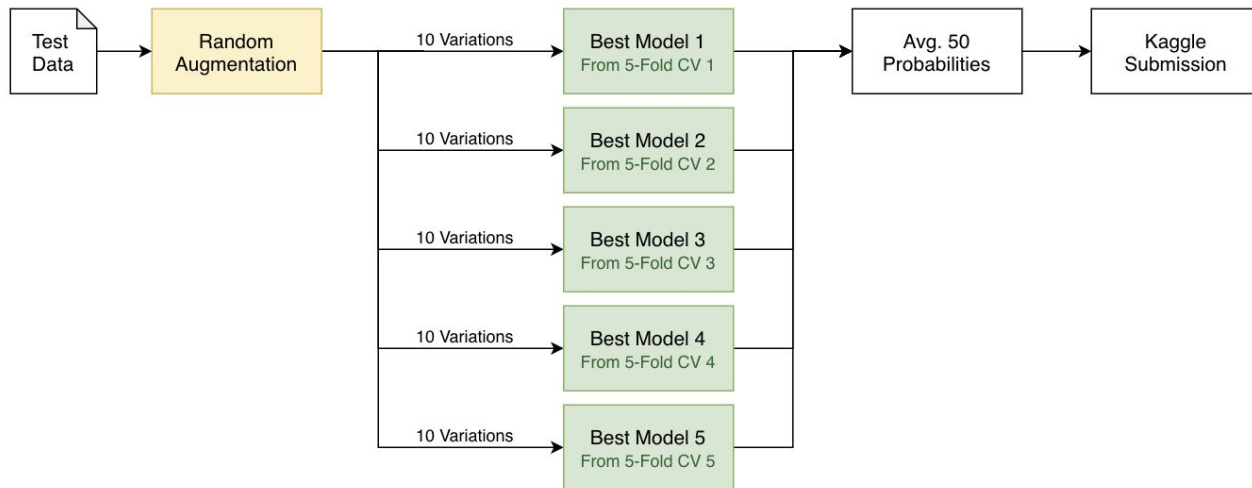 Test
Data
Random
Augmentation
10 Variations
Best Model 1
From 5-Fold CV 1
Avg. 50
Probabilities
Kaggle
Submission
10 Variations
Best Model 2
From 5-Fold CV 2
10 Variations
Best Model 3
From 5-Fold CV 3
10 Variations
Best Model 4
From 5-Fold CV 4
10 Variations
Best Model 5
From 5-Fold CV 5